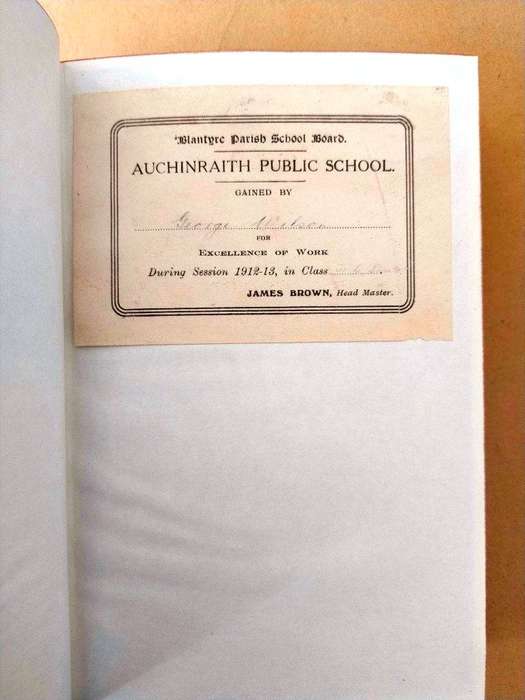 Blantyre Parish School Board.
AUCHINRAITH PUBLIC SCHOOL.
GAINED BY
George Wilson
FOR
EXCELLENCE OF WORK
During Session 1912-13, in Class
JAMES BROWN, Head Master.